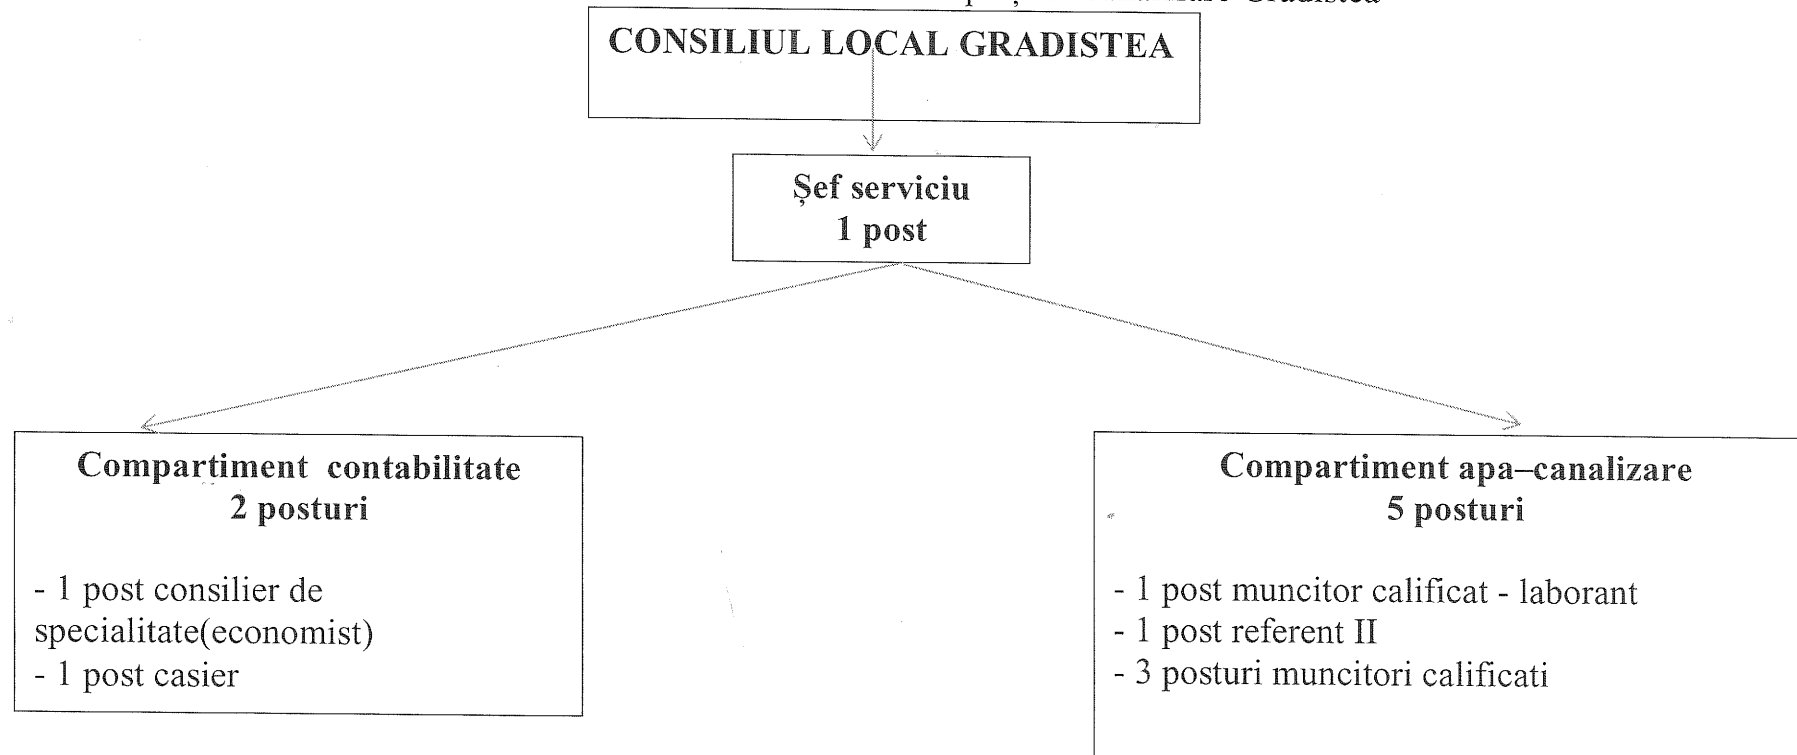 Gradistea
CONSILIUL LOCAL GRADISTEA
Șef serviciu
1 post
Compartiment contabilitate
2 posturi
- 1 post consilier de
specialitate(economist)
- 1 post casier
Compartiment apa–canalizare
5 posturi
- 1 post muncitor calificat - laborant
- 1 post referent II
- 3 posturi muncitori calificati